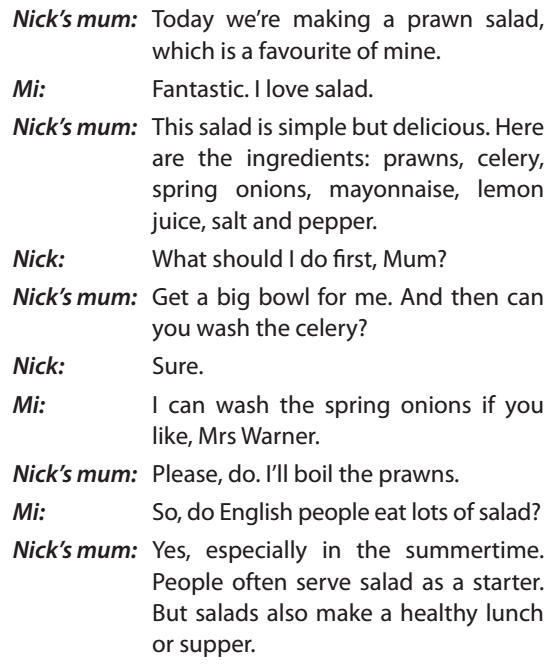 Nick's mum: Today we're making a prawn salad,
which is a favourite of mine.
Mi: Fantastic. I love salad.
Nick's mum: This salad is simple but delicious. Here
are the ingredients: prawns, celery,
spring onions, mayonnaise, lemon
juice, salt and pepper.
Nick: What should I do first, Mum?
Nick's mum: Get a big bowl for me. And then can
you wash the celery?
Nick: Sure.
Mi: I can wash the spring onions if you
like, Mrs Warner.
Nick's mum: Please, do. I'll boil the prawns.
Mi: So, do English people eat lots of salad?
Nick's mum: Yes, especially in the summertime.
People often serve salad as a starter.
But salads also make a healthy lunch
or supper.